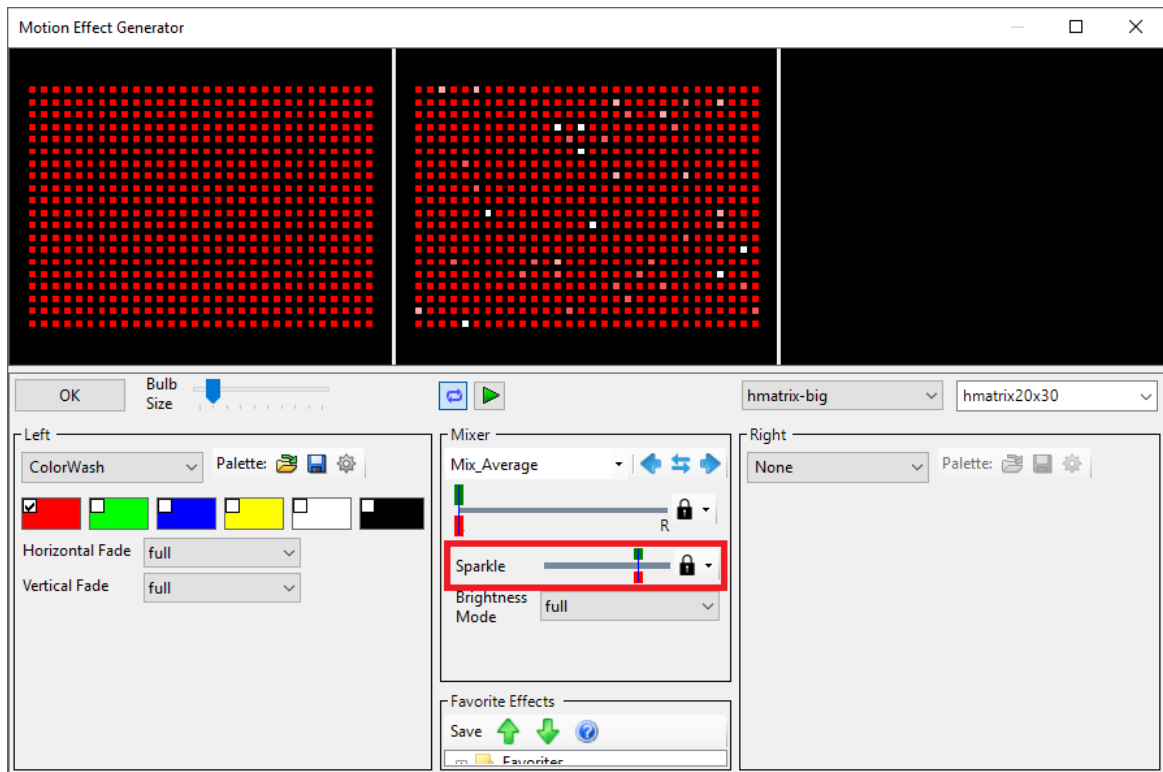 Motion Effect Generator
OK
Bulb
Size
hmatrix-big
hmatrix20x30
Left
ColorWash
Palette:
Horizontal Fade
full
Vertical Fade
full
Mixer
Mix_Average
R
Sparkle
Brightness
Mode
full
Favorite Effects
Save
Favorites
Right
None
Palette: